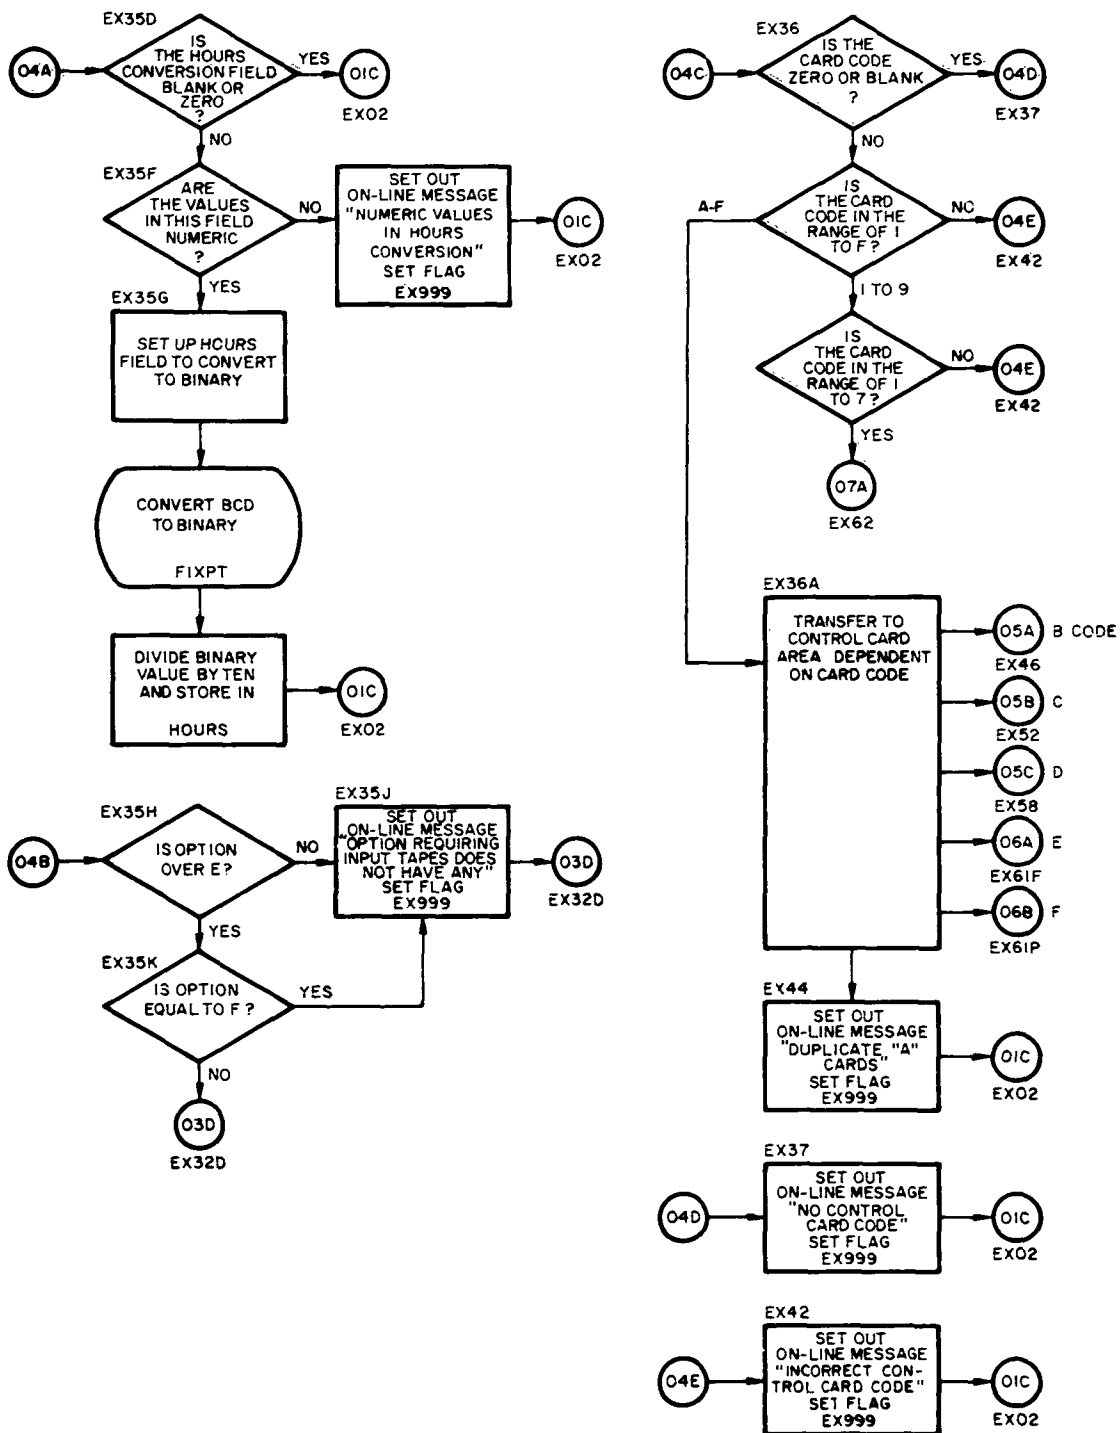 EX35D
04A
IS
THE HOURS
CONVERSION FIELD
BLANK OR
ZERO
?
YES
01C
EX02
NO
EX35F
ARE
THE VALUES
IN THIS FIELD
NUMERIC
?
NO
SET OUT
ON-LINE MESSAGE
"NUMERIC VALUES
IN HOURS
CONVERSION"
SET FLAG
EX999
01C
EX02
YES
EX35G
SET UP HOURS
FIELD TO CONVERT
TO BINARY
CONVERT BCD
TO BINARY
FIXPT
DIVIDE BINARY
VALUE BY TEN
AND STORE IN
HOURS
01C
EX02
EX35H
04B
IS OPTION
OVER E?
NO
EX35J
SET OUT
ON-LINE MESSAGE
"OPTION REQUIRING
INPUT TAPES DOES
NOT HAVE ANY"
SET FLAG
EX999
03D
EX32D
YES
EX35K
IS OPTION
EQUAL TO F?
YES
NO
03D
EX32D
EX36
04C
IS THE
CARD CODE
ZERO OR BLANK
?
YES
04D
EX37
NO
A-F
IS
THE CARD
CODE IN THE
RANGE OF 1
TO F?
NO
04E
EX42
1 TO 9
IS
THE CARD
CODE IN THE
RANGE OF 1
TO 7?
NO
04E
EX42
YES
07A
EX62
EX36A
TRANSFER TO
CONTROL CARD
AREA DEPENDENT
ON CARD CODE
05A B CODE
EX46
05B C
EX52
05C D
EX58
06A E
EX61F
06B F
EX61P
EX44
SET OUT
ON-LINE MESSAGE
"DUPLICATE "A"
CARDS"
SET FLAG
EX999
01C
EX02
EX37
04D
SET OUT
ON-LINE MESSAGE
"NO CONTROL
CARD CODE"
SET FLAG
EX999
01C
EX02
EX42
04E
SET OUT
ON-LINE MESSAGE
"INCORRECT CON-
TROL CARD CODE"
SET FLAG
EX999
01C
EX02